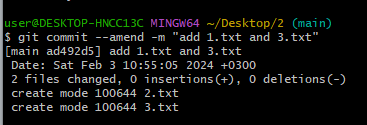 user@DESKTOP-HNCC13C MINGW64 ~/Desktop/2 (main)
$ git commit --amend -m "add 1.txt and 3.txt"
[main ad492d5] add 1.txt and 3.txt
 Date: Sat Feb 3 10:55:05 2024 +0300
 2 files changed, 0 insertions(+), 0 deletions(-)
 create mode 100644 2.txt
 create mode 100644 3.txt